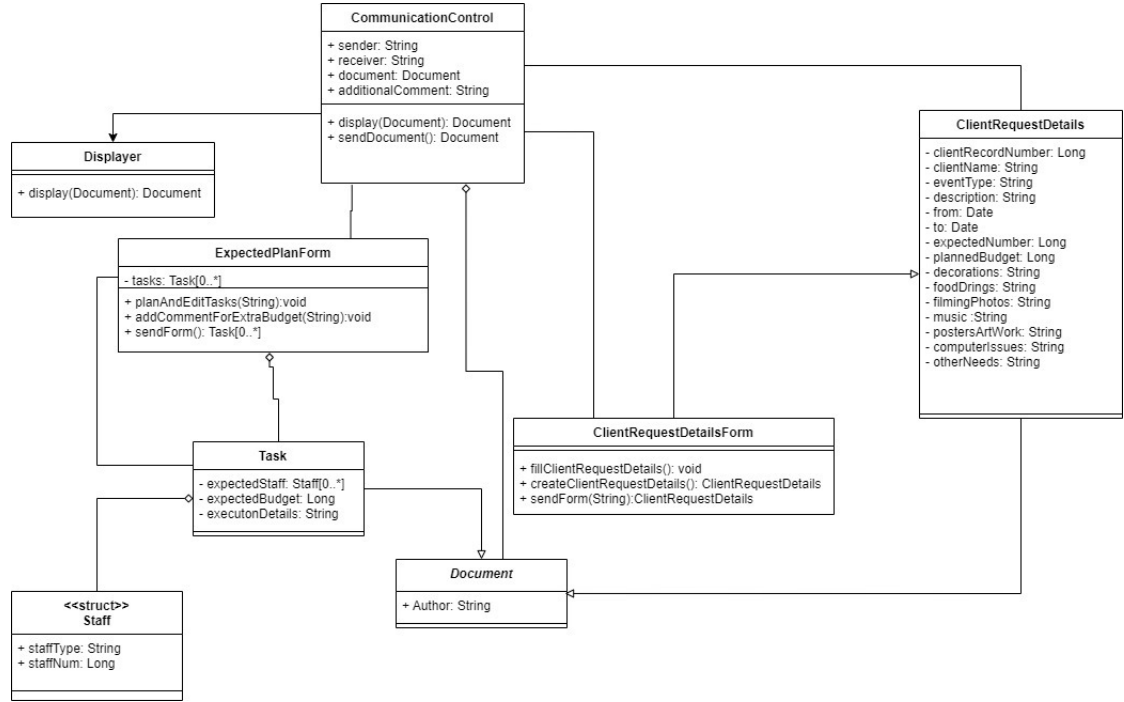 CommunicationControl
+ sender: String
+ receiver: String
+ document: Document
+ additionalComment: String
+ display(Document): Document
+ sendDocument(): Document
Displayer
+ display(Document): Document
ExpectedPlanForm
- tasks: Task[0..*]
+ planAndEditTasks(String):void
+ addCommentForExtraBudget(String):void
+ sendForm(): Task[0..*]
ClientRequestDetails
- clientRecordNumber: Long
- clientName: String
- eventType: String
- description: String
- from: Date
- to: Date
- expectedNumber: Long
- plannedBudget: Long
- decorations: String
- foodDrings: String
- filmingPhotos: String
- music :String
- postersArtWork: String
- computerIssues: String
- otherNeeds: String
ClientRequestDetailsForm
+ fillClientRequestDetails(): void
+ createClientRequestDetails(): ClientRequestDetails
+ sendForm(String):ClientRequestDetails
Task
- expectedStaff: Staff[0..*]
- expectedBudget: Long
- executonDetails: String
Document
+ Author: String
<<struct>>
Staff
+ staffType: String
+ staffNum: Long